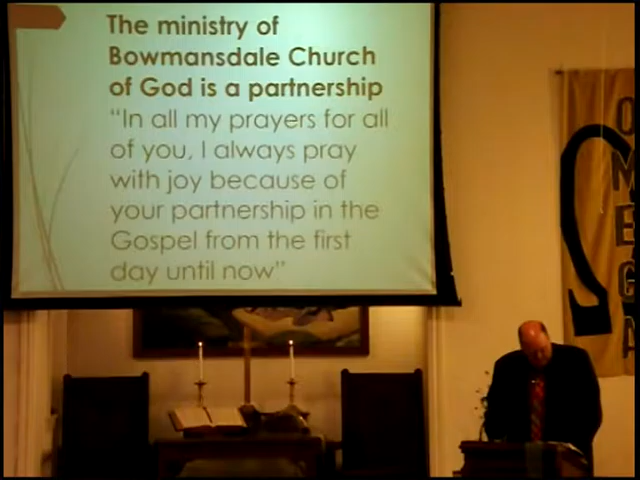 The ministry of
Bowmansdale Church
of God is a partnership
“In all my prayers for all
of you, I always pray
with joy because of
your partnership in the
Gospel from the first
day until now”
OMEGA